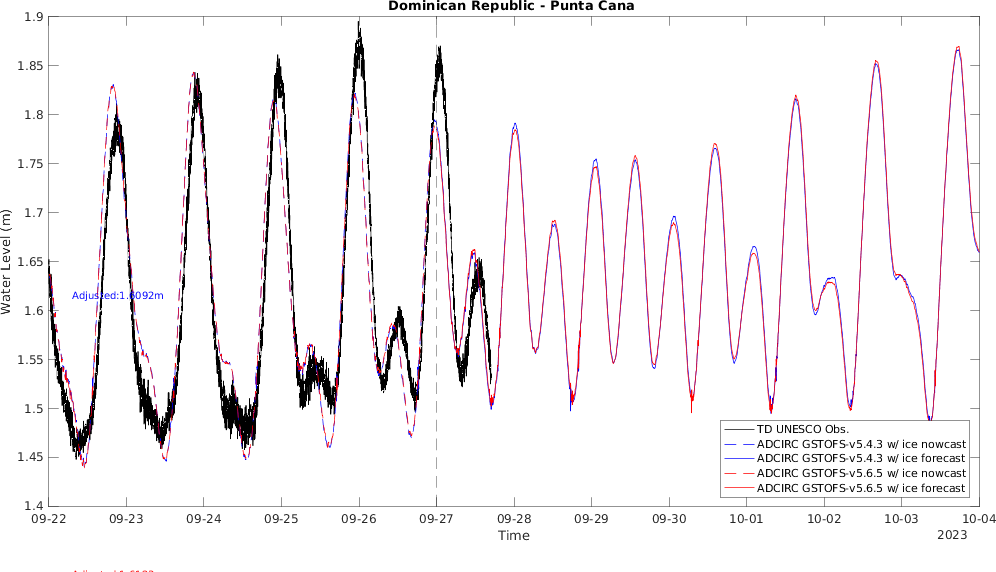 Dominican Republic - Punta Cana
1.9
1.85
1.8
1.75
1.7
1.65
1.6
1.55
1.5
1.45
1.4
Water Level (m)
Adjusted:1.6092m
TD UNESCO Obs.
ADCIRC GSTOFS-v5.4.3 w/ ice nowcast
ADCIRC GSTOFS-v5.4.3 w/ ice forecast
ADCIRC GSTOFS-v5.6.5 w/ ice nowcast
ADCIRC GSTOFS-v5.6.5 w/ ice forecast
09-22 09-23 09-24 09-25 09-26 09-27 09-28 09-29 09-30 10-01 10-02 10-03 10-04
Time
2023